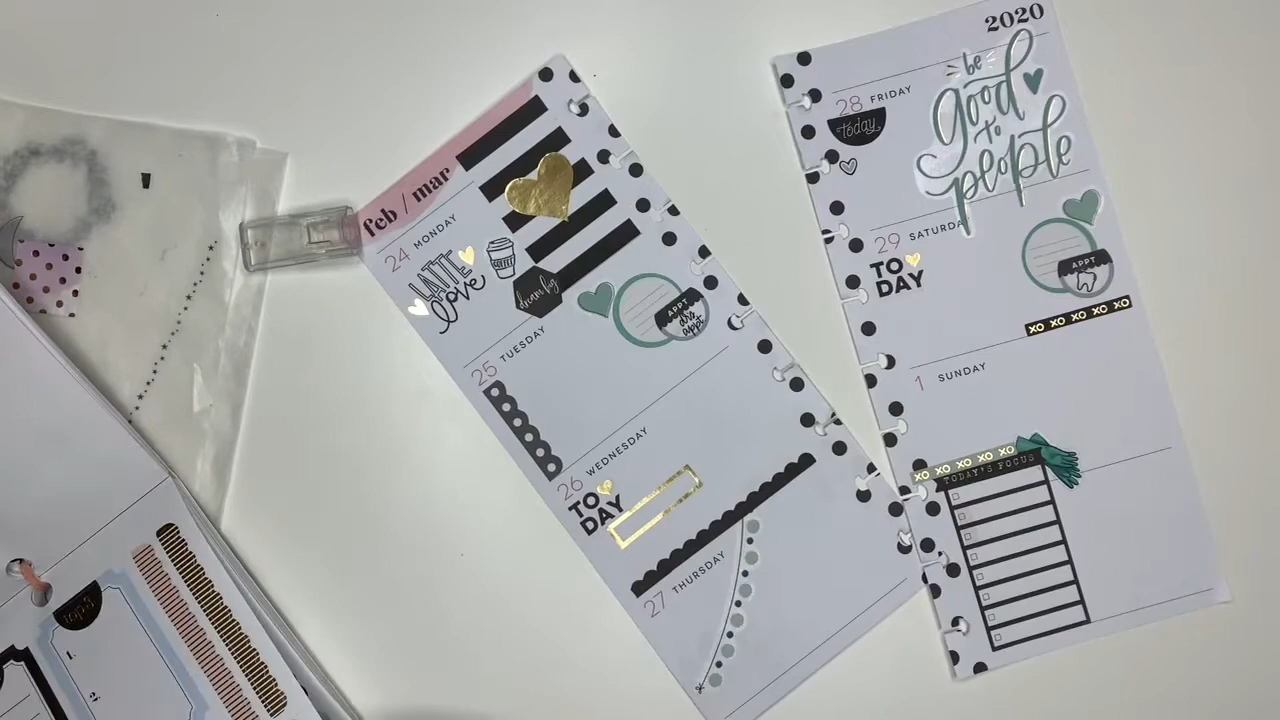 feb / mar
24 MONDAY
LATTE
love
dream big
25 TUESDAY
APPT
drs
appt
26 WEDNESDAY
TO
DAY
27 THURSDAY
2020
28 FRIDAY
today
be
good
to
people
29 SATURDAY
TO
DAY
APPT
XO XO XO XO XO
1 SUNDAY
XO XO XO XO XO
TODAY'S FOCUS
1.
2.